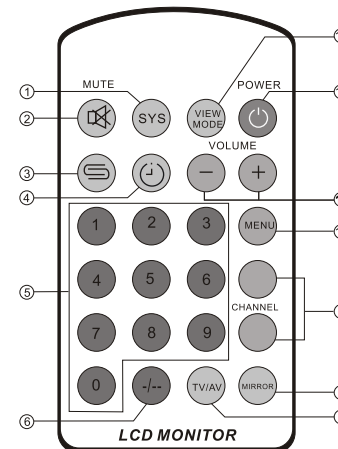 MUTE POWER
① SYS VIEW MODE
②
VOLUME
③
④ − +
1 2 3 MENU
4 5 6
⑤ CHANNEL
7 8 9
0 -/-- TV/AV MIRROR
⑥
LCD MONITOR